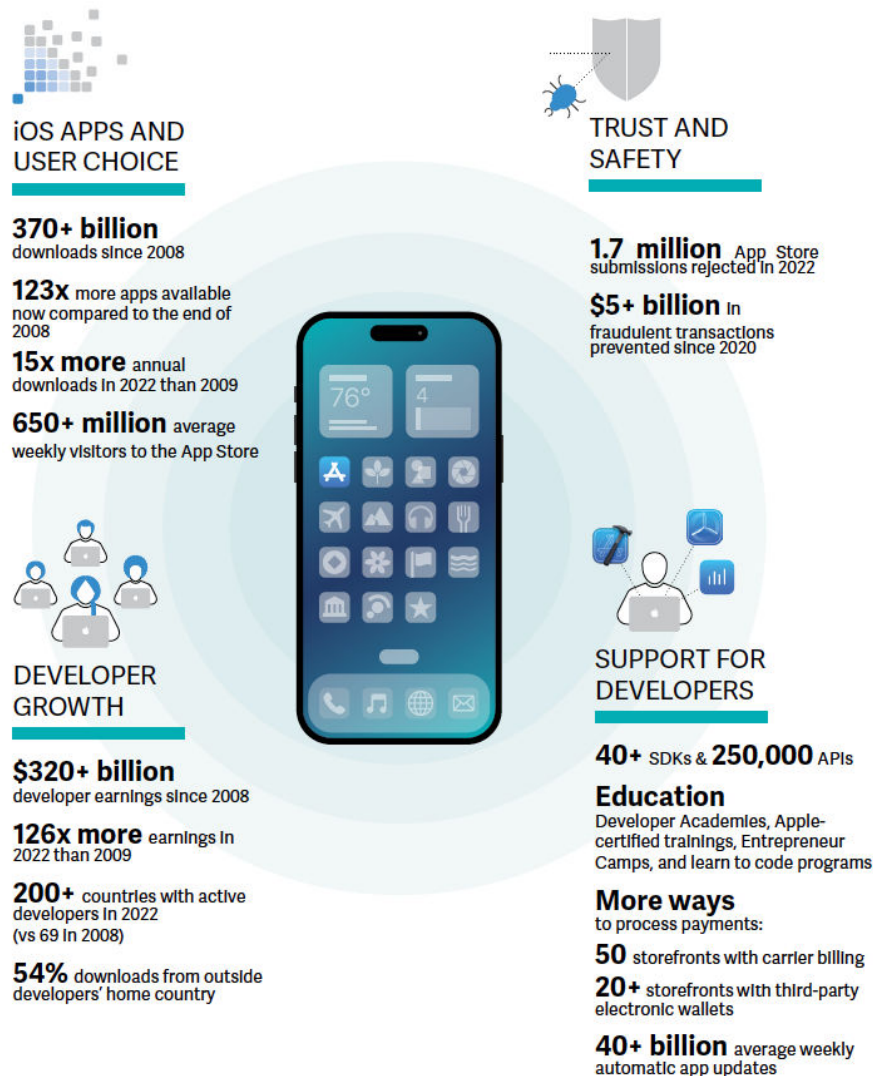 iOS APPS AND
USER CHOICE
370+ billion
downloads since 2008
123x more apps available
now compared to the end of
2008
15x more annual
downloads in 2022 than 2009
650+ million average
weekly visitors to the App Store
TRUST AND
SAFETY
1.7 million App Store
submissions rejected in 2022
$5+ billion in
fraudulent transactions
prevented since 2020
76°
4
DEVELOPER
GROWTH
$320+ billion
developer earnings since 2008
126x more earnings in
2022 than 2009
200+ countries with active
developers in 2022
(vs 69 in 2008)
54% downloads from outside
developers' home country
SUPPORT FOR
DEVELOPERS
40+ SDKs & 250,000 APIs
Education
Developer Academies, Apple-
certified trainings, Entrepreneur
Camps, and learn to code programs
More ways
to process payments:
50 storefronts with carrier billing
20+ storefronts with third-party
electronic wallets
40+ billion average weekly
automatic app updates